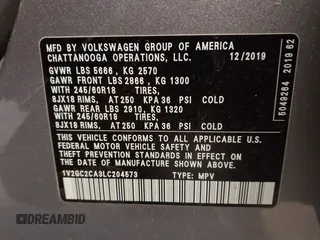 MFD BY VOLKSWAGEN GROUP OF AMERICA
CHATTANOOGA OPERATIONS, LLC. 12/2019
GVWR LBS 5666, KG 2570
GAWR FRONT LBS 2866, KG 1300
WITH 245/60R18 TIRES,
8JX18 RIMS, AT 250 KPA 36 PSI COLD
GAWR REAR LBS 2910, KG 1320
WITH 245/60R18 TIRES,
8JX18 RIMS, AT 250 KPA 36 PSI COLD
THIS VEHICLE CONFORMS TO ALL APPLICABLE FEDERAL
MOTOR VEHICLE SAFETY STANDARDS IN EFFECT
ON THE DATE OF MANUFACTURE SHOWN ABOVE.
1V2GC2CA3LC204573 TYPE: MPV
5049264 2019 62
DREAMBID